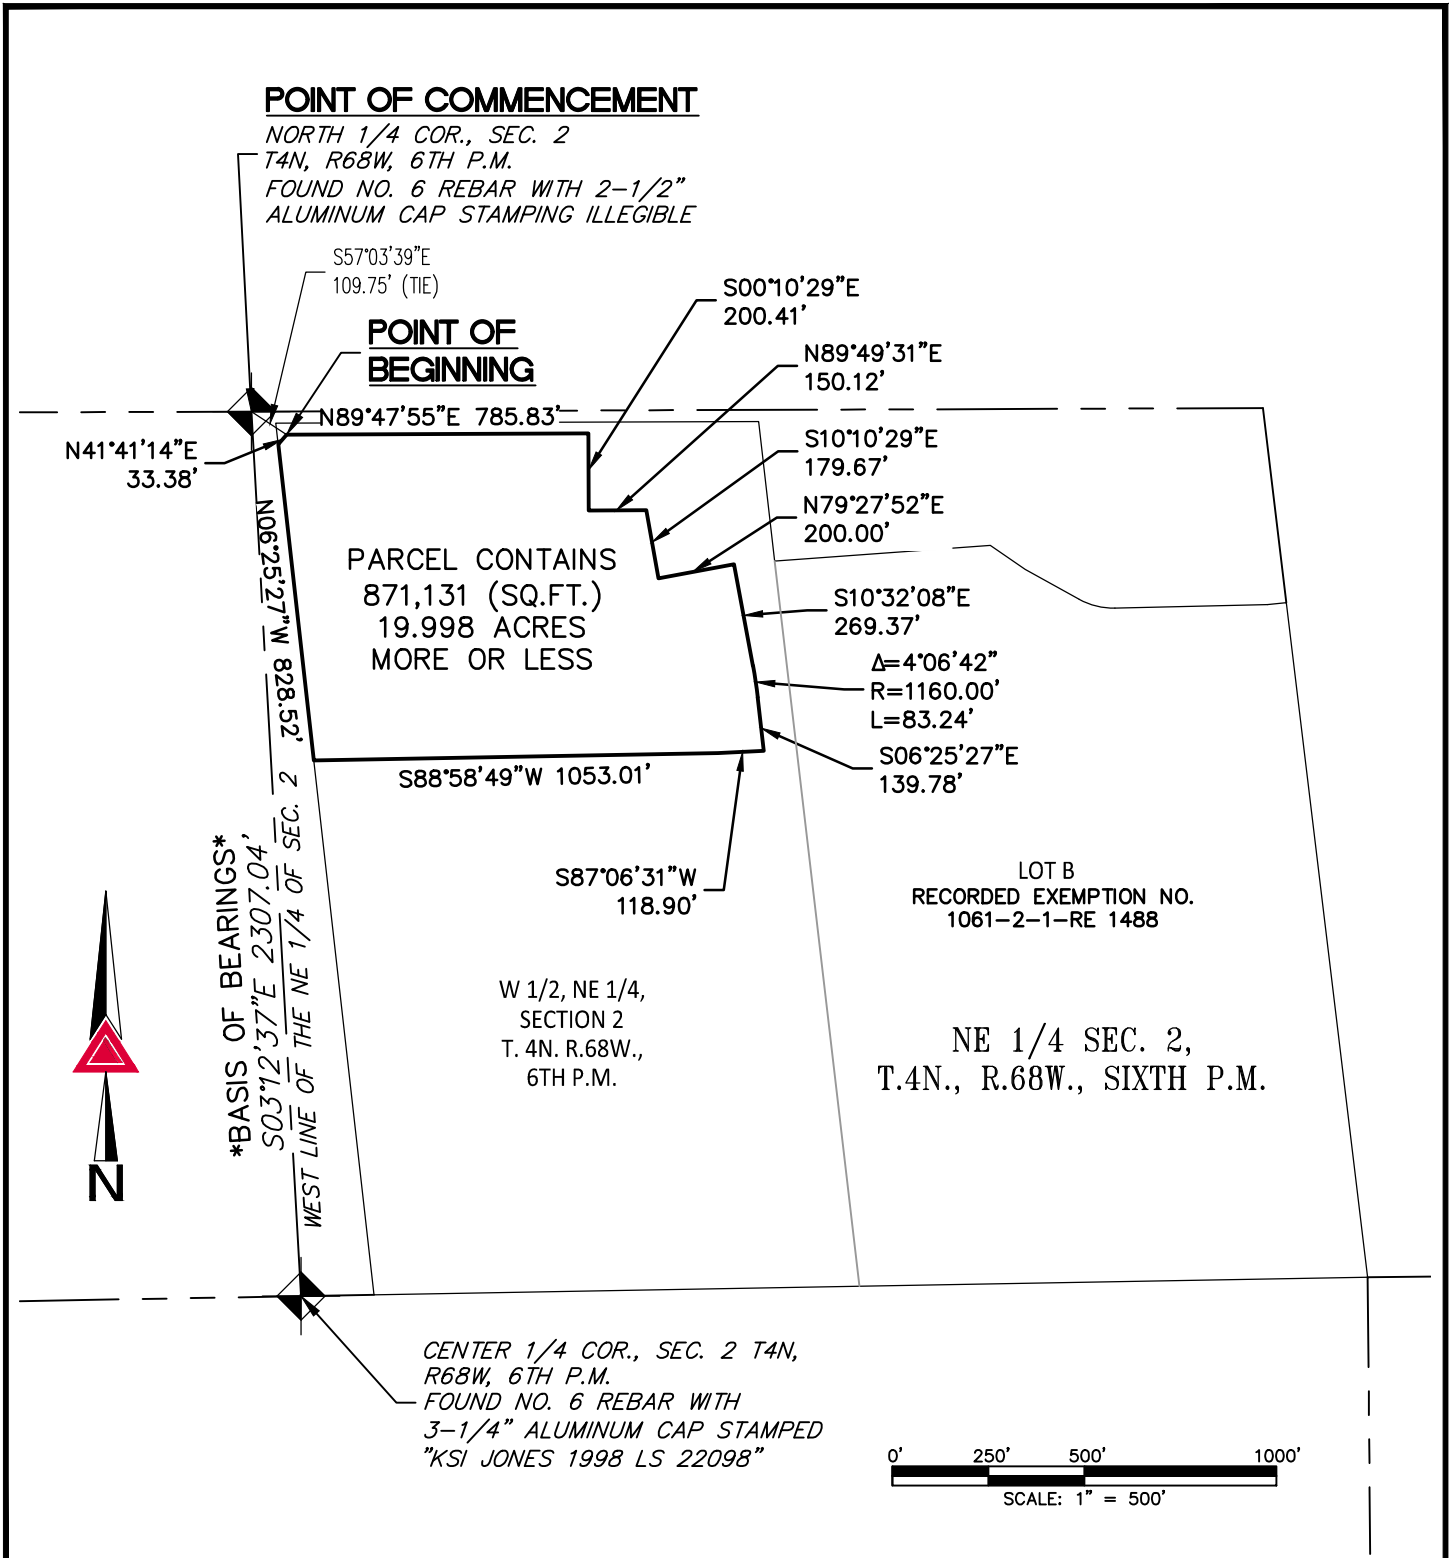 POINT OF COMMENCEMENT
NORTH 1/4 COR., SEC. 2
T4N, R68W, 6TH P.M.
FOUND NO. 6 REBAR WITH 2-1/2"
ALUMINUM CAP STAMPING ILLEGIBLE
S57°03'39"E
109.75' (TIE)
POINT OF
BEGINNING
S00°10'29"E
200.41'
N89°49'31"E
150.12'
N89°47'55"E 785.83'
N41°41'14"E
33.38'
S10°10'29"E
179.67'
N79°27'52"E
200.00'
N06°25'27"W 828.52'
PARCEL CONTAINS
871,131 (SQ.FT.)
19.998 ACRES
MORE OR LESS
S10°32'08"E
269.37'
Δ=4°06'42"
R=1160.00'
L=83.24'
S06°25'27"E
139.78'
S88°58'49"W 1053.01'
S87°06'31"W
118.90'
*BASIS OF BEARINGS*
S03°12'37"E 2307.04'
WEST LINE OF THE NE 1/4 OF SEC. 2
LOT B
RECORDED EXEMPTION NO.
1061-2-1-RE 1488
W 1/2, NE 1/4,
SECTION 2
T. 4N. R.68W.,
6TH P.M.
NE 1/4 SEC. 2,
T.4N., R.68W., SIXTH P.M.
N
CENTER 1/4 COR., SEC. 2 T4N,
R68W, 6TH P.M.
FOUND NO. 6 REBAR WITH
3-1/4" ALUMINUM CAP STAMPED
"KSI JONES 1998 LS 22098"
0' 250' 500' 1000'
SCALE: 1" = 500'